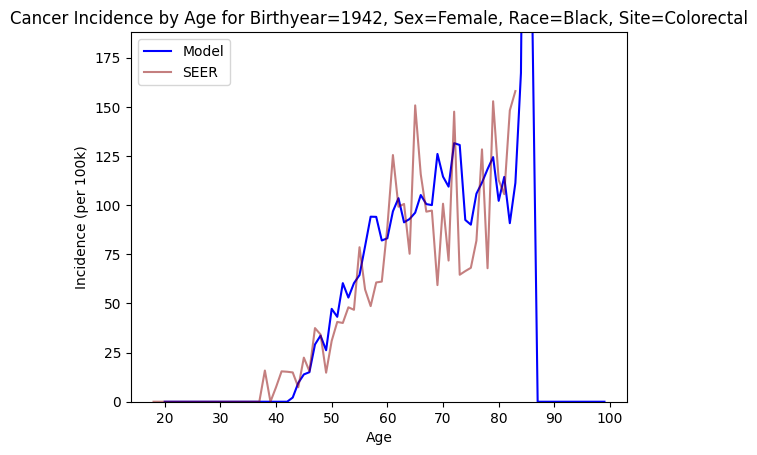 Cancer Incidence by Age for Birthyear=1942, Sex=Female, Race=Black, Site=Colorectal
Model
SEER
175
150
125
100
75
50
25
0
Incidence (per 100k)
20 30 40 50 60 70 80 90 100
Age